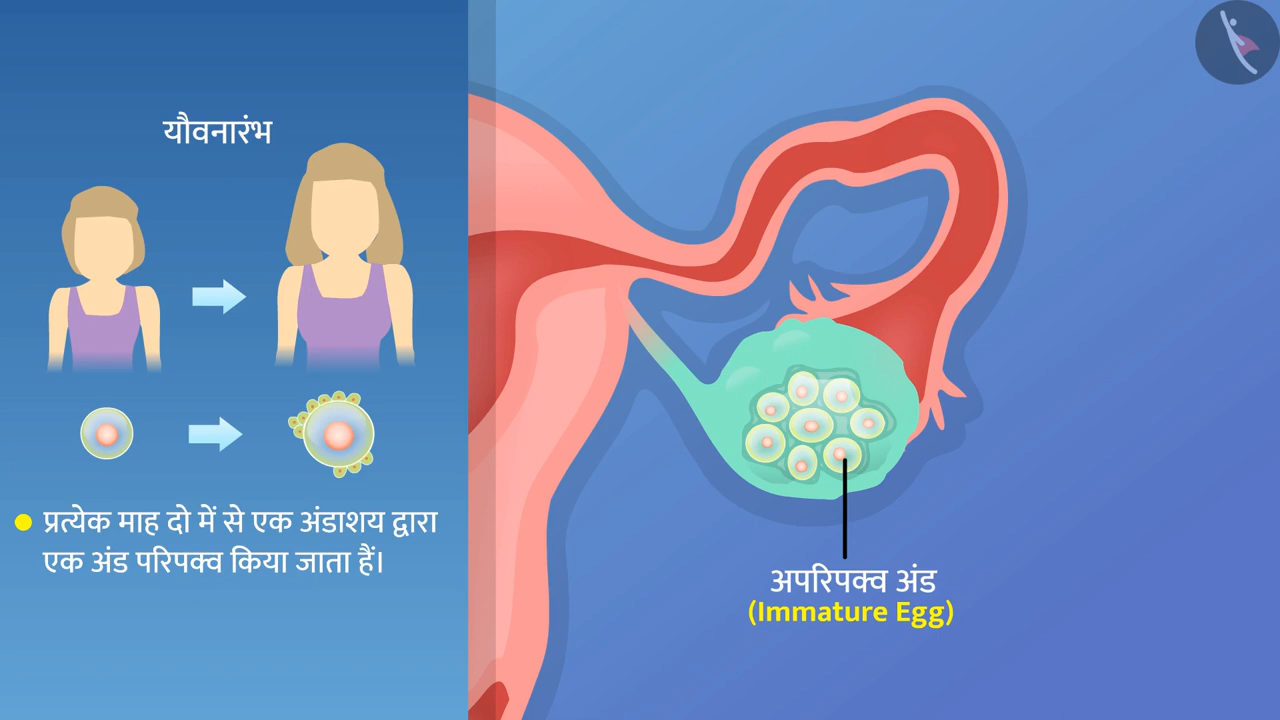 यौवनारंभ
प्रत्येक माह दो में से एक अंडाशय द्वारा
एक अंड परिपक्व किया जाता हैं।
अपरिपक्व अंड
(Immature Egg)